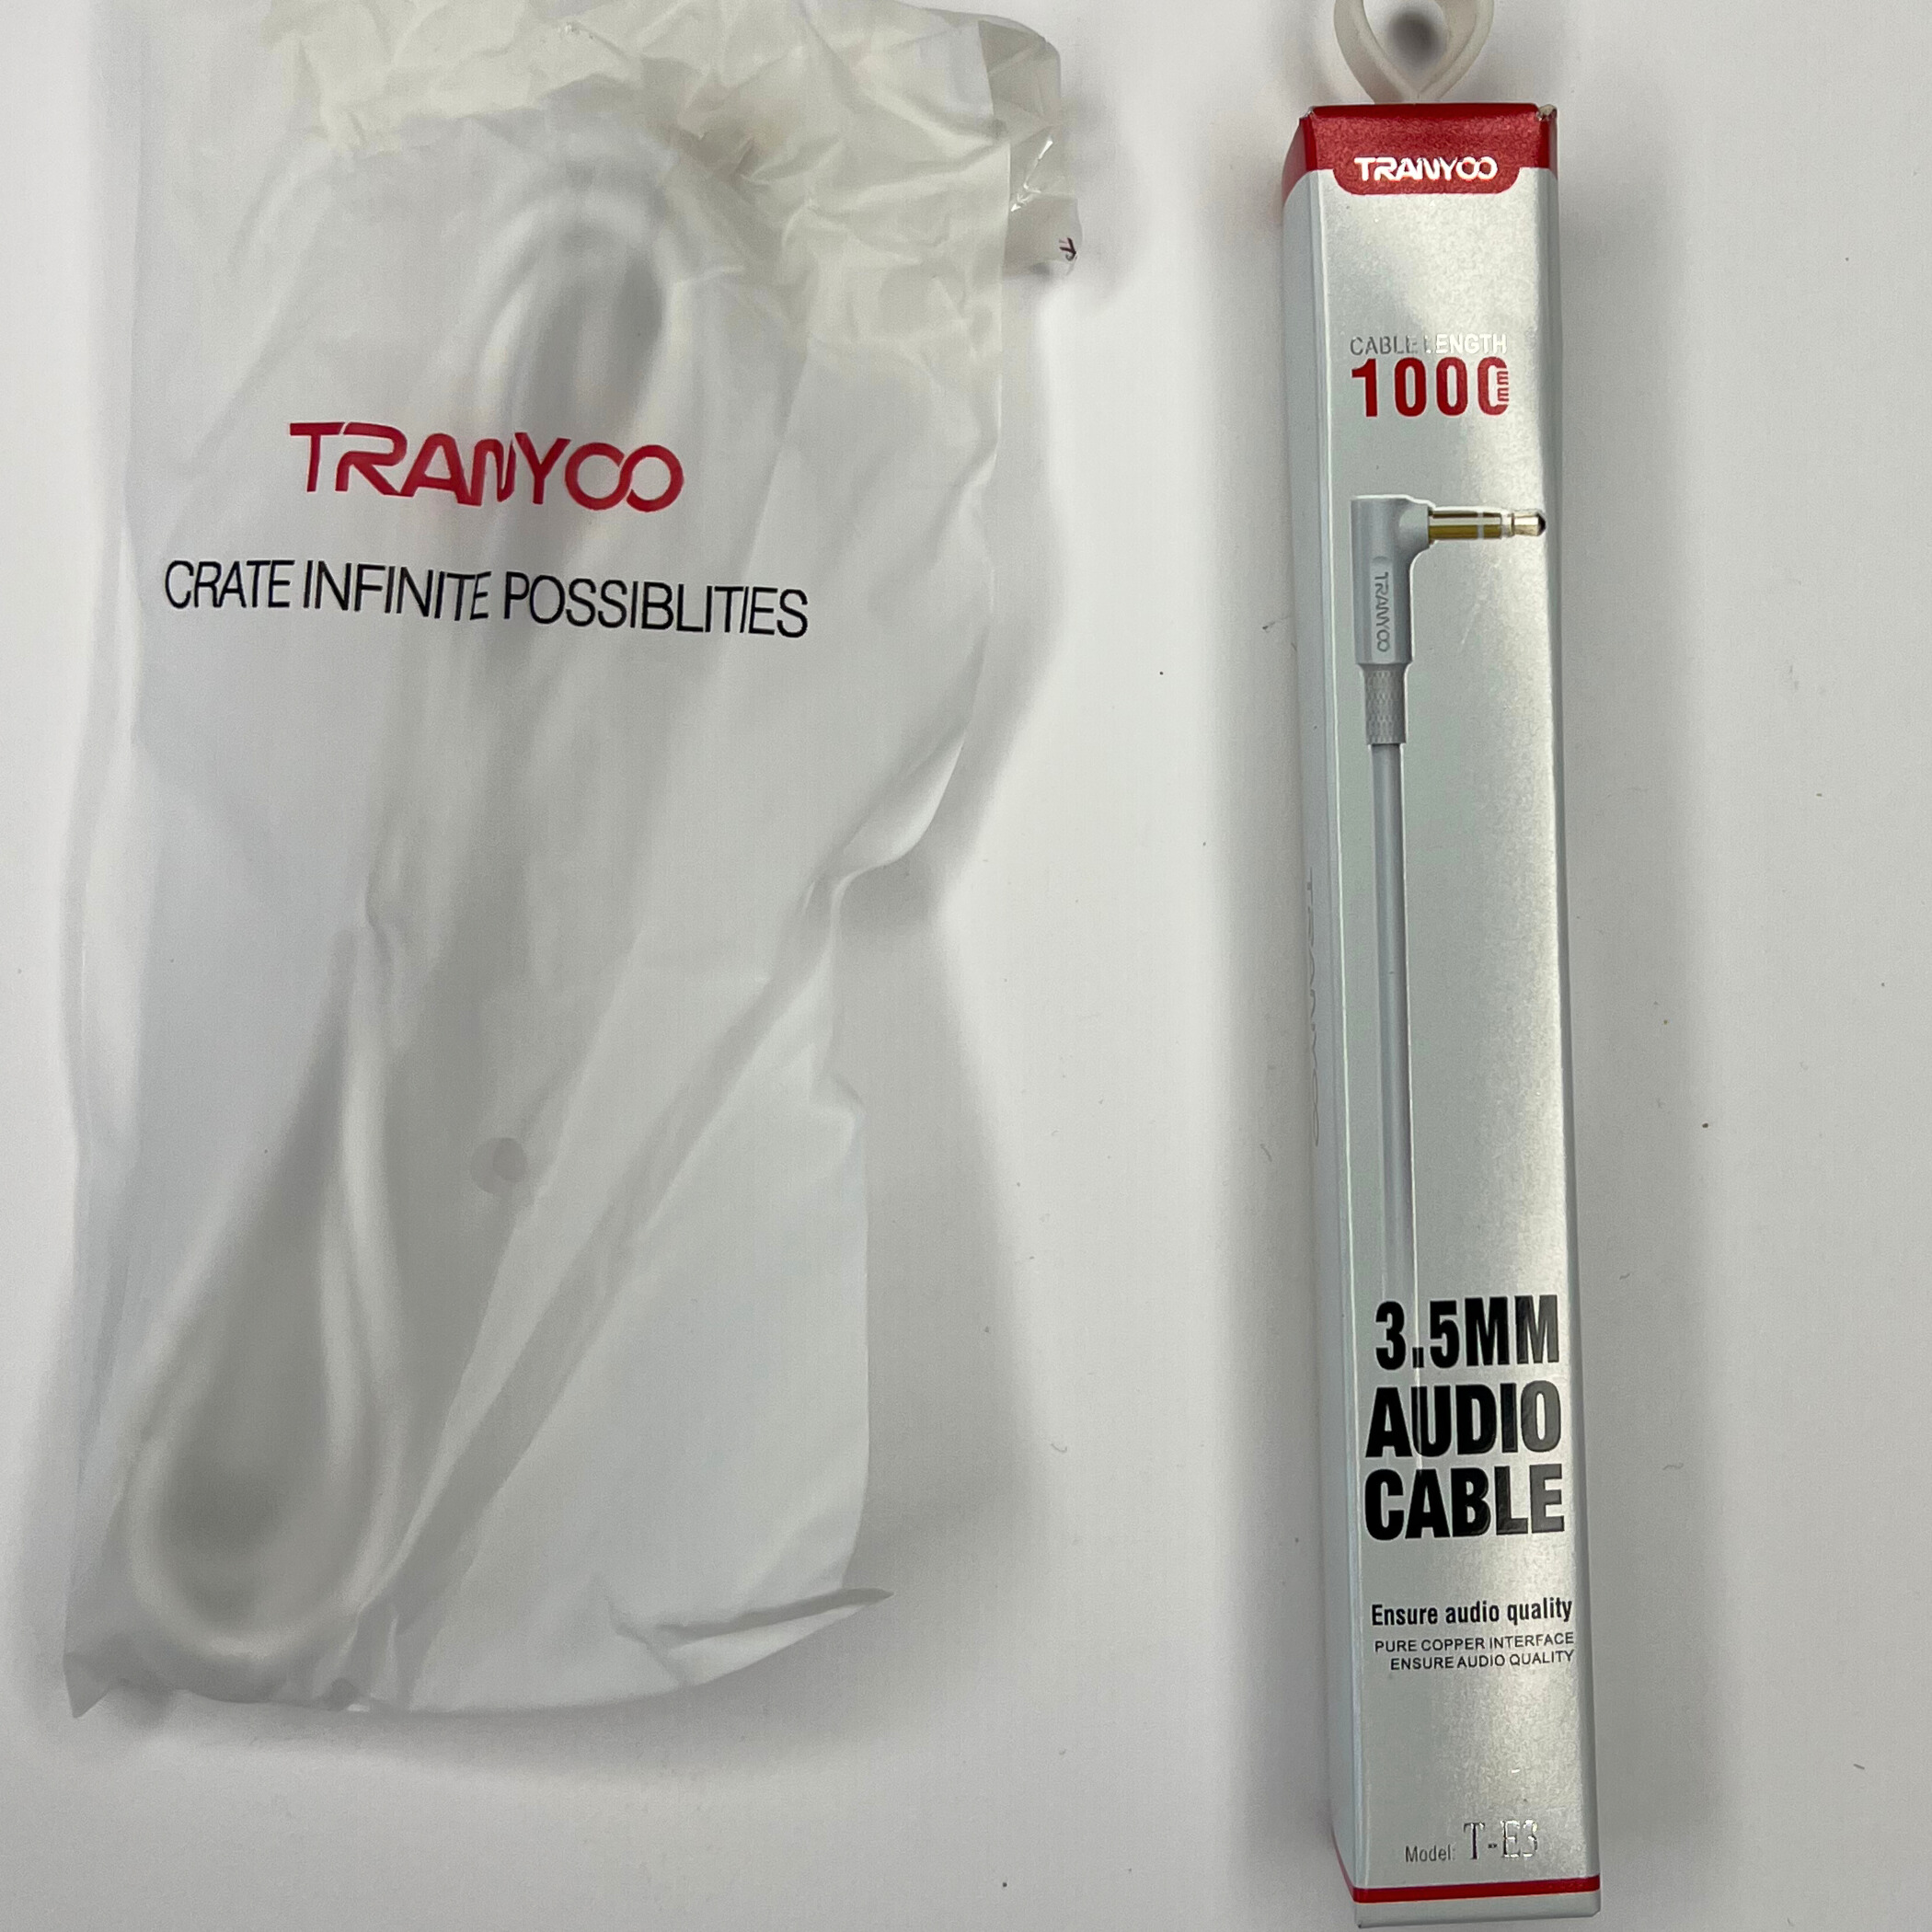 TRANYOO
CRATE INFINITE POSSIBLITIES
TRANYOO
CABLE LENGTH
1000mm
TRANYOO
3.5MM
AUDIO
CABLE
Ensure audio quality
PURE COPPER INTERFACE
ENSURE AUDIO QUALITY
Model: T-E3